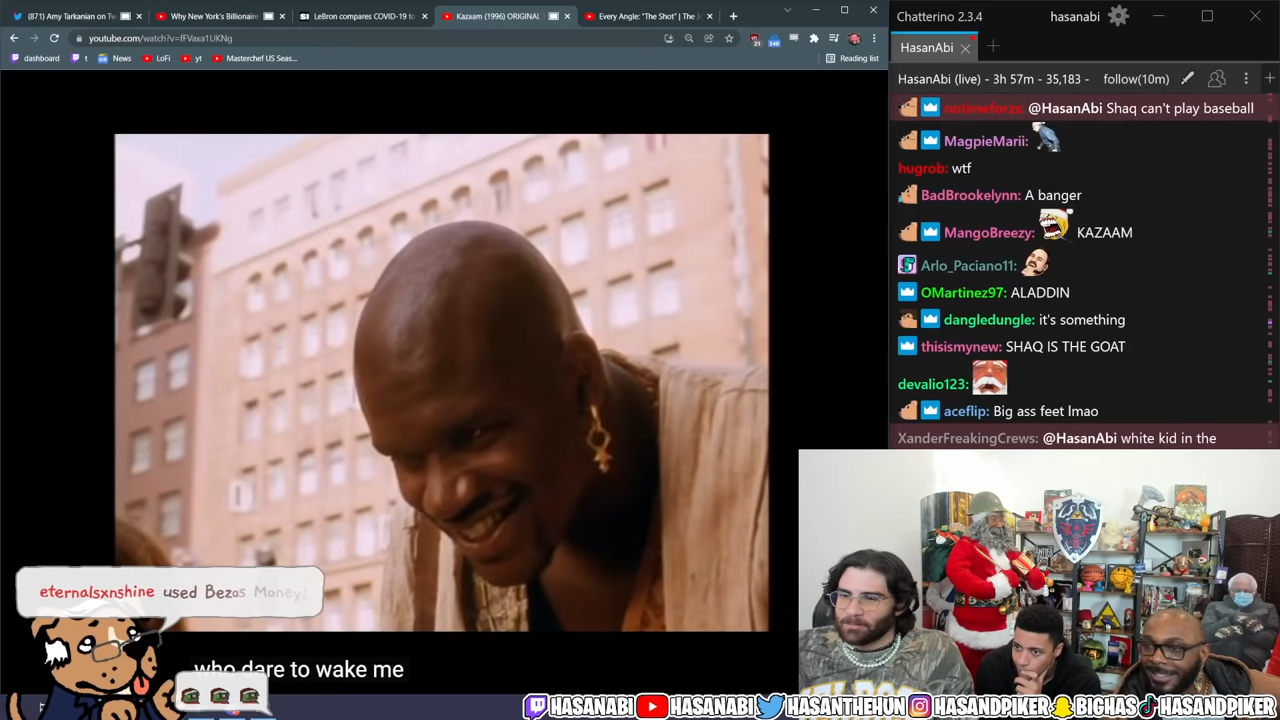 (871) Amy Tarkanian on Tw
Why New York's Billionaire
SI
LeBron compares COVID-19 to
Kazaam (1996) ORIGINAL
Every Angle: "The Shot" | The J
youtube.com/watch?v=fFVaxa1UKNg
21
348
dashboard
t
News
LoFi
yt
Masterchef US Seas...
Reading list
who dare to wake me
eternalsxnshine used Bezos Money!
Chatterino 2.3.4
hasanabi
HasanAbi
HasanAbi (live) - 3h 57m - 35,183 -
follow(10m)
notimeforzs: @HasanAbi Shaq can't play baseball
MagpieMarii:
hugrob: wtf
BadBrookelynn: A banger
MangoBreezy: KAZAAM
Arlo_Paciano11:
OMartinez97: ALADDIN
dangledungle: it's something
thisismynew: SHAQ IS THE GOAT
devalio123:
aceflip: Big ass feet lmao
XanderFreakingCrews: @HasanAbi white kid in the
HASANABI
HASANABI
HASANTHEHUN
HASANDPIKER
BIGHAS
HASANDPIKER